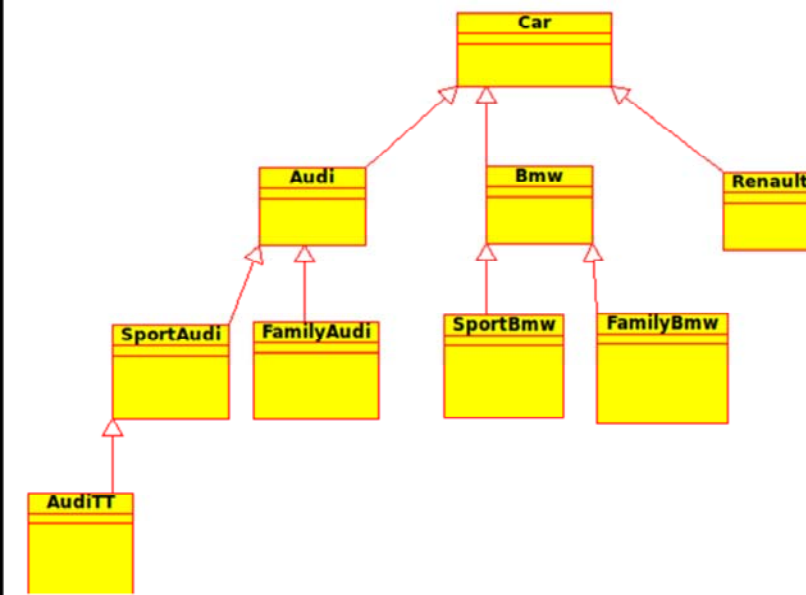 Car
Audi
Bmw
Renault
SportAudi
FamilyAudi
SportBmw
FamilyBmw
AudiTT